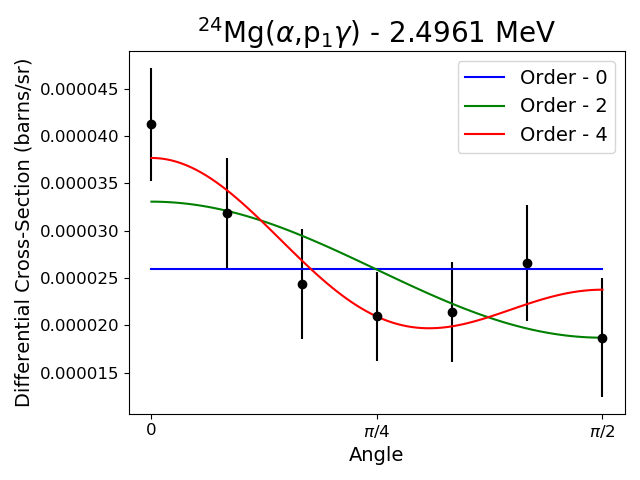 ²⁴Mg(α,p₁γ) - 2.4961 MeV
Differential Cross-Section (barns/sr)
0.000045
0.000040
0.000035
0.000030
0.000025
0.000020
0.000015
Order - 0
Order - 2
Order - 4
0
π/4
π/2
Angle